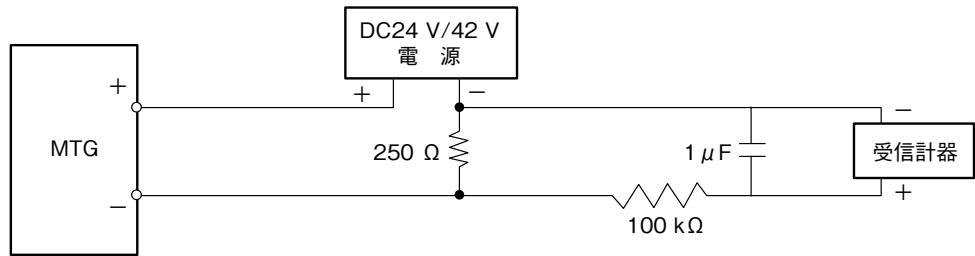 DC24 V/42 V
電 源
+
+ −
−
MTG
250 Ω
1 μF
受信計器
−
+
100 kΩ